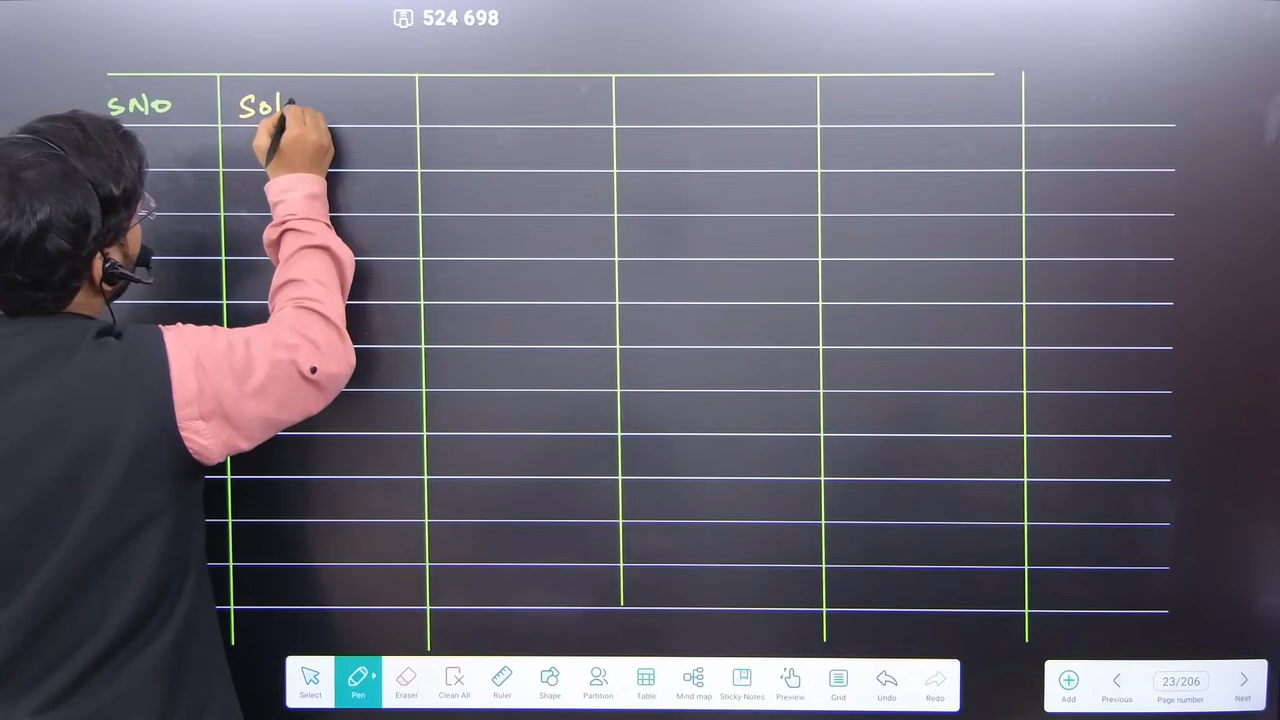 524 698
SNO Sol
Select Pen Eraser Clean All Ruler Shape Partition Table Mind map Sticky-Notes Preview Grid Undo Redo
Add Previous 23/206 Page number Next